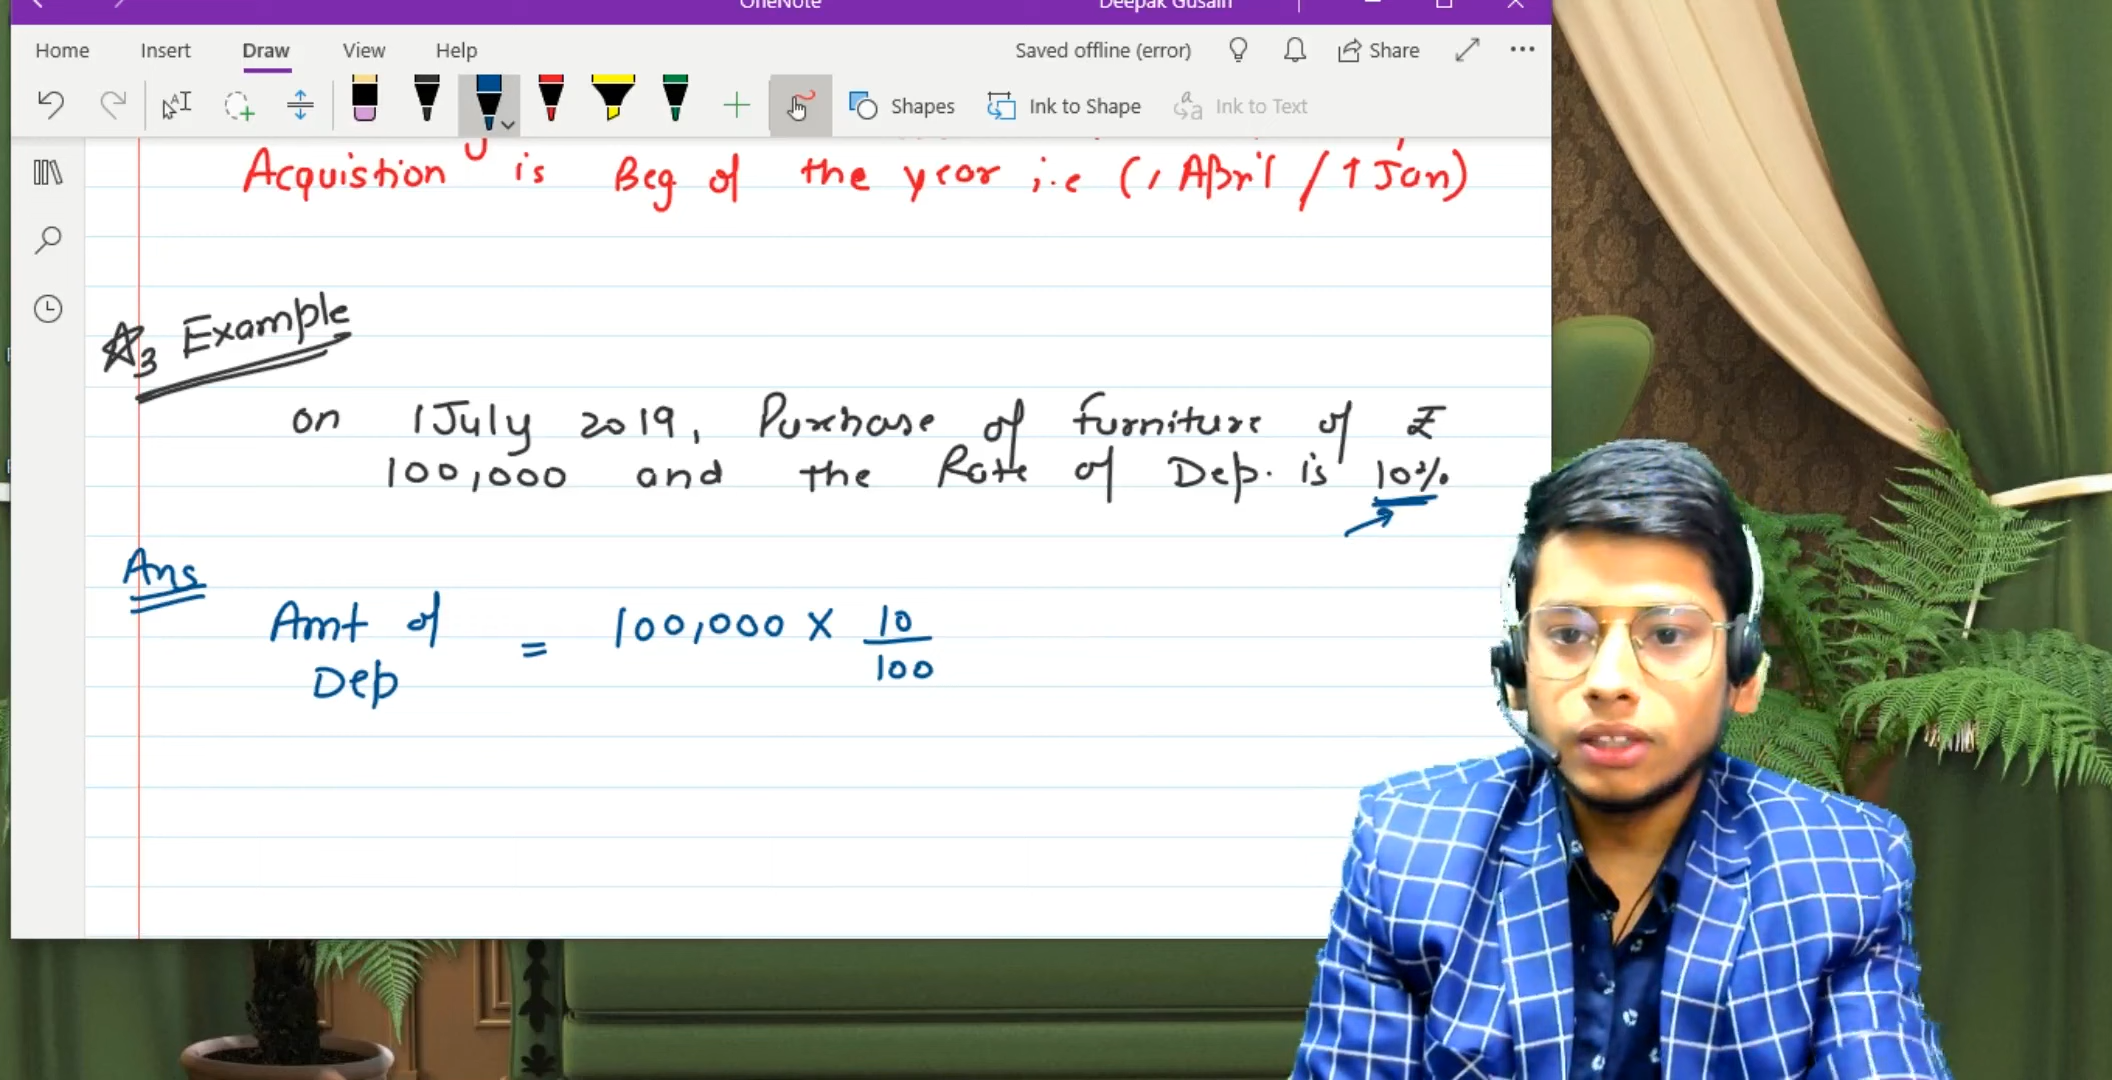 OneNote
Deepak Gusain
Home Insert Draw View Help
Saved offline (error) Share
Shapes Ink to Shape Ink to Text
Acquistion is Beg of the year i.e (1 April / 1 Jan)
3 Example
on 1 July 2019, Purchase of furniture of ₹
100,000 and the Rate of Dep. is 10%
Ans
Amt of
Dep = 100,000 × 10/100